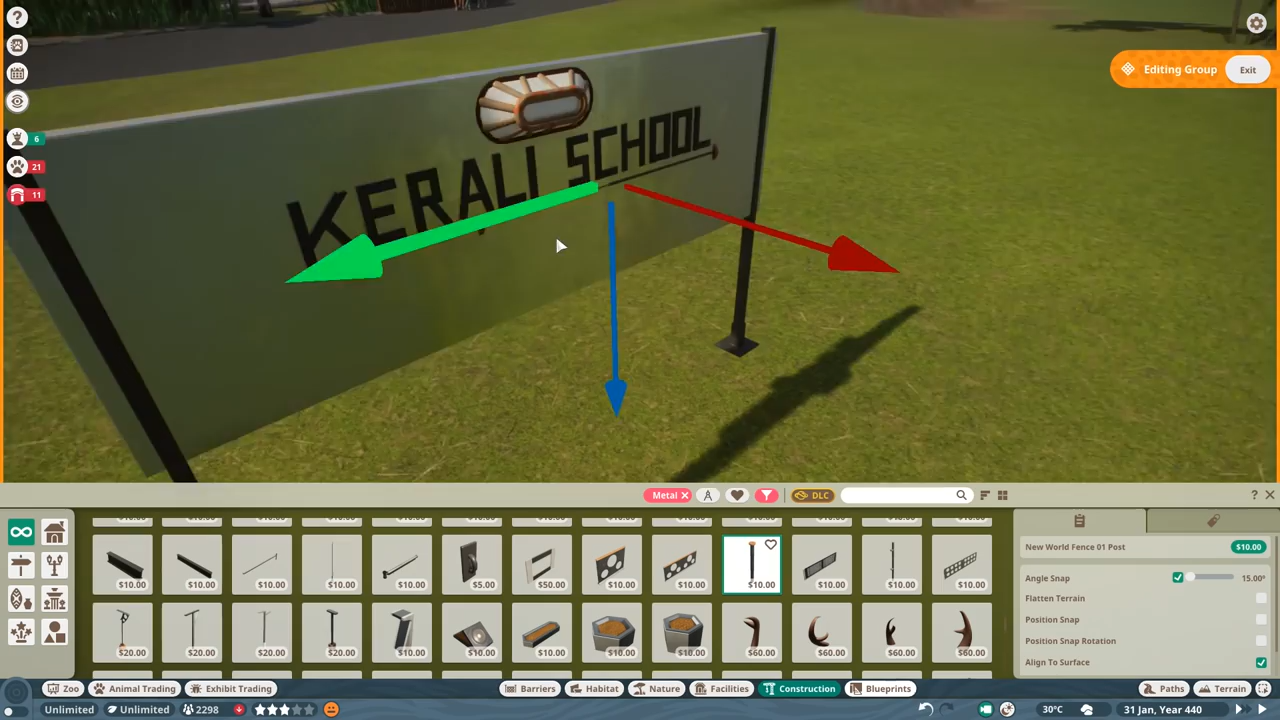 Editing Group
Exit
6
21
11
KERALI SCHOOL
Metal
DLC
$10.00 $10.00 $10.00 $10.00 $10.00 $5.00 $50.00 $10.00 $10.00 $10.00 $10.00 $10.00 $10.00
$20.00 $20.00 $20.00 $20.00 $10.00 $10.00 $10.00 $10.00 $10.00 $60.00 $60.00 $60.00 $60.00
New World Fence 01 Post
$10.00
Angle Snap
15.00°
Flatten Terrain
Position Snap
Position Snap Rotation
Align To Surface
Zoo
Animal Trading
Exhibit Trading
Barriers
Habitat
Nature
Facilities
Construction
Blueprints
Paths
Terrain
Unlimited
Unlimited
2298
30°C
31 Jan, Year 440